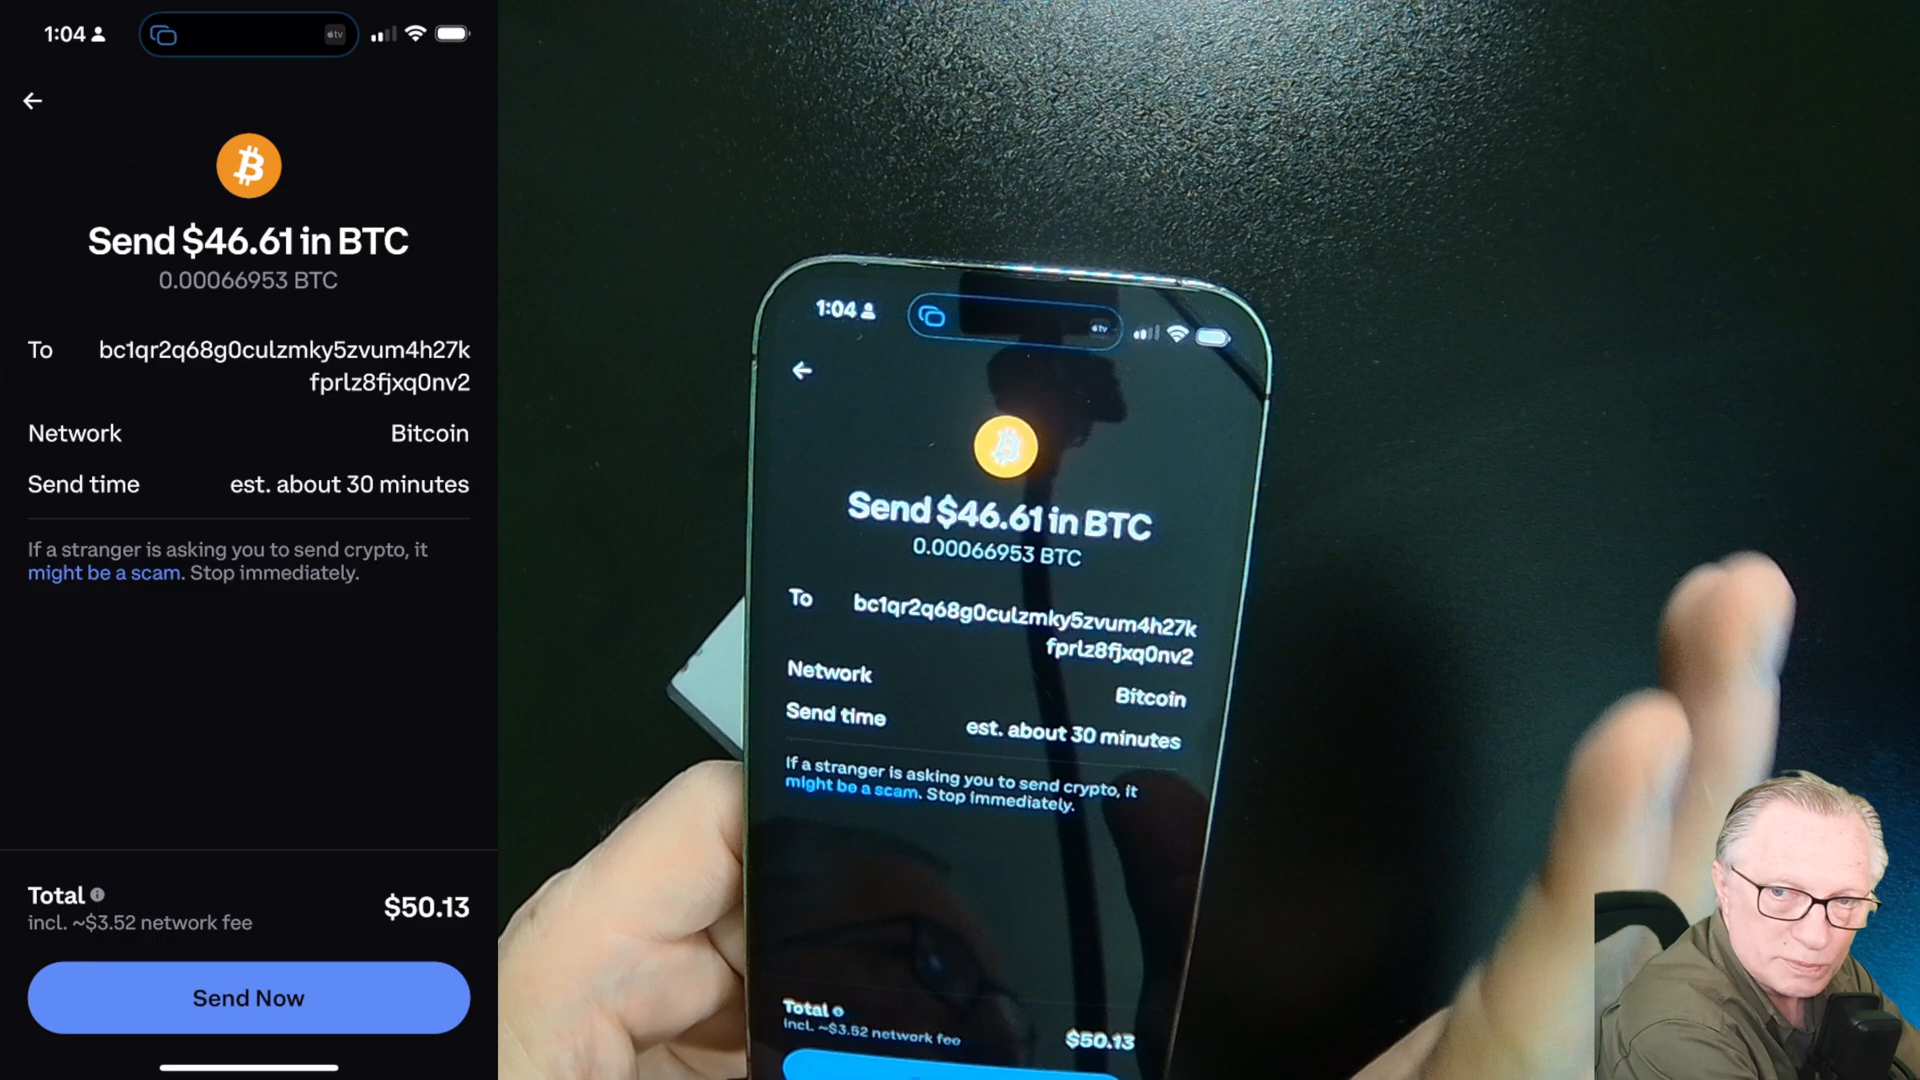 1:04
tv
Send $46.61 in BTC
0.00066953 BTC
To bc1qr2q68g0culzmky5zvum4h27k
fprlz8fjxq0nv2
Network Bitcoin
Send time est. about 30 minutes
If a stranger is asking you to send crypto, it
might be a scam. Stop immediately.
Total $50.13
incl. ~$3.52 network fee
Send Now
1:04
tv
Send $46.61 in BTC
0.00066953 BTC
To bc1qr2q68g0culzmky5zvum4h27k
fprlz8fjxq0nv2
Network Bitcoin
Send time est. about 30 minutes
If a stranger is asking you to send crypto, it
might be a scam. Stop immediately.
Total $50.13
incl. ~$3.52 network fee